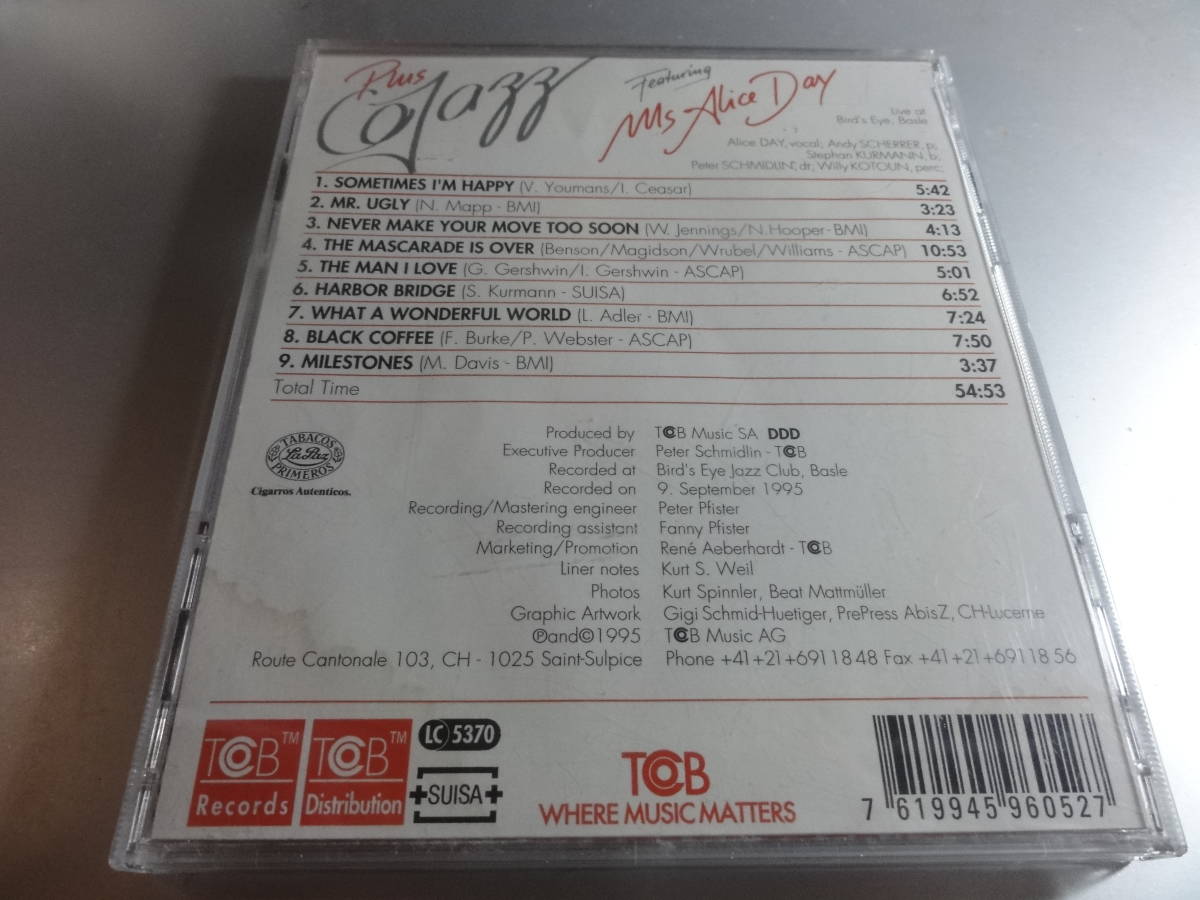 Plus
CoJazz
Featuring
Ms Alice Day
Live at
Bird's Eye, Basle
Alice DAY, vocal; Andy SCHERRER, p;
Stephan KURMANN, b;
Peter SCHMIDLIN, dr; Willy KOTOUN, perc;
1. SOMETIMES I'M HAPPY (V. Youmans/I. Ceasar) 5:42
2. MR. UGLY (N. Mapp - BMI) 3:23
3. NEVER MAKE YOUR MOVE TOO SOON (W. Jennings/N.Hooper-BMI) 4:13
4. THE MASCARADE IS OVER (Benson/Magidson/Wrubel/Williams - ASCAP) 10:53
5. THE MAN I LOVE (G. Gershwin/I. Gershwin - ASCAP) 5:01
6. HARBOR BRIDGE (S. Kurmann - SUISA) 6:52
7. WHAT A WONDERFUL WORLD (L. Adler - BMI) 7:24
8. BLACK COFFEE (F. Burke/P. Webster - ASCAP) 7:50
9. MILESTONES (M. Davis - BMI) 3:37
Total Time 54:53
TABACOS
La Paz
PRIMEROS
Cigarros Autenticos.
Produced by TCB Music SA DDD
Executive Producer Peter Schmidlin - TCB
Recorded at Bird's Eye Jazz Club, Basle
Recorded on 9. September 1995
Recording/Mastering engineer Peter Pfister
Recording assistant Fanny Pfister
Marketing/Promotion René Aeberhardt - TCB
Liner notes Kurt S. Weil
Photos Kurt Spinnler, Beat Mattmüller
Graphic Artwork Gigi Schmid-Huetiger, PrePress AbisZ, CH-Lucerne
℗and©1995 TCB Music AG
Route Cantonale 103, CH - 1025 Saint-Sulpice Phone +41+21+691 18 48 Fax +41+21+691 18 56
TCB™
Records
TCB™
Distribution
LC 5370
SUISA
TCB
WHERE MUSIC MATTERS
7 619945 960527